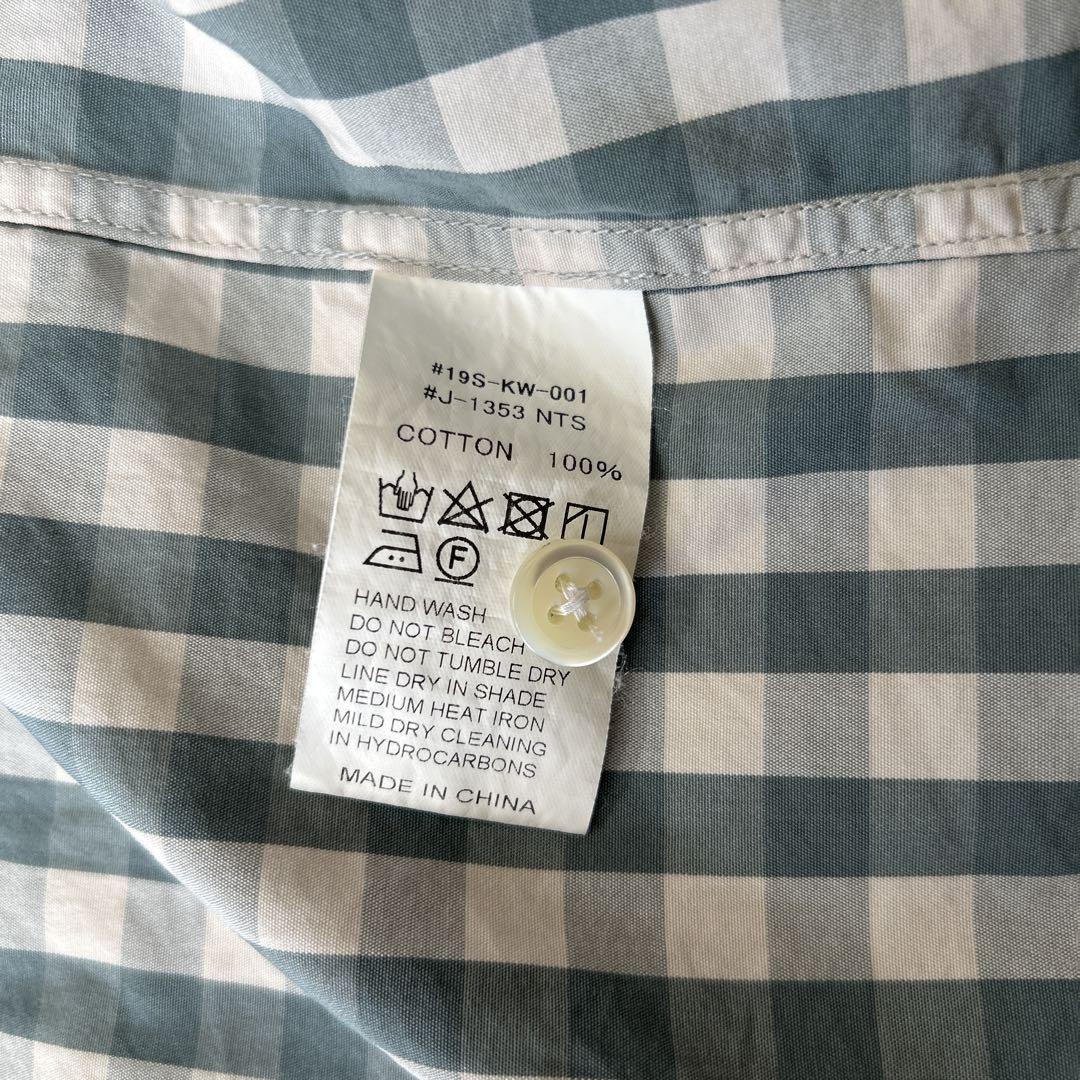 #19S-KW-001
#J-1353 NTS
COTTON 100%
F
HAND WASH
DO NOT BLEACH
DO NOT TUMBLE DRY
LINE DRY IN SHADE
MEDIUM HEAT IRON
MILD DRY CLEANING
IN HYDROCARBONS
MADE IN CHINA